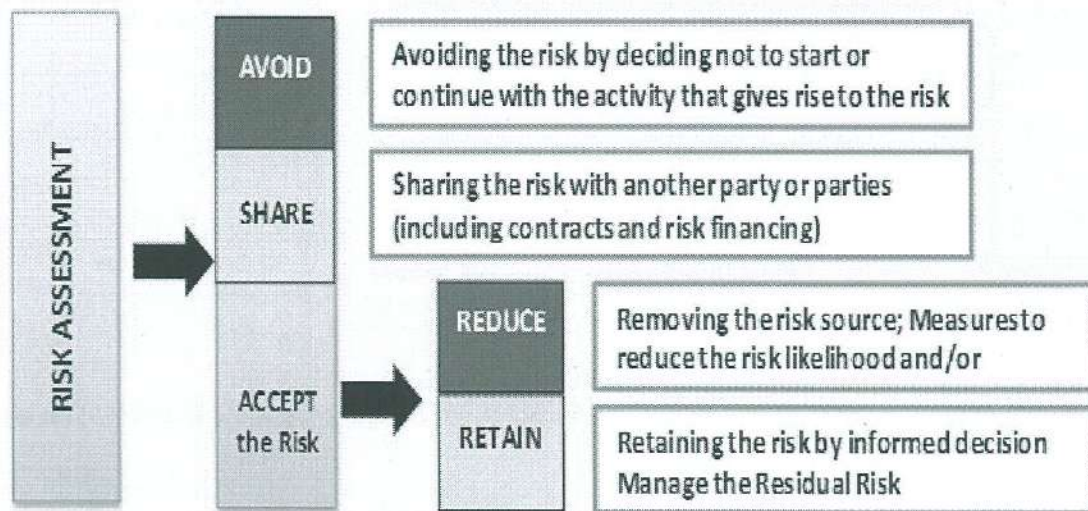 RISK ASSESSMENT
AVOID
Avoiding the risk by deciding not to start or
continue with the activity that gives rise to the risk
SHARE
Sharing the risk with another party or parties
(including contracts and risk financing)
ACCEPT
the Risk
REDUCE
Removing the risk source; Measures to
reduce the risk likelihood and/or
RETAIN
Retaining the risk by informed decision
Manage the Residual Risk